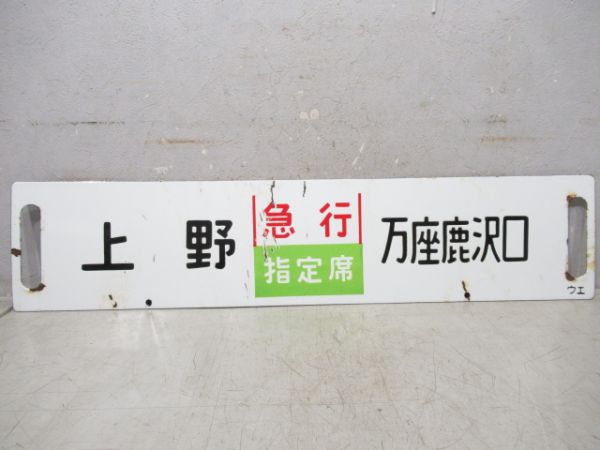 上野
急行
指定席
万座鹿沢口
ウエ